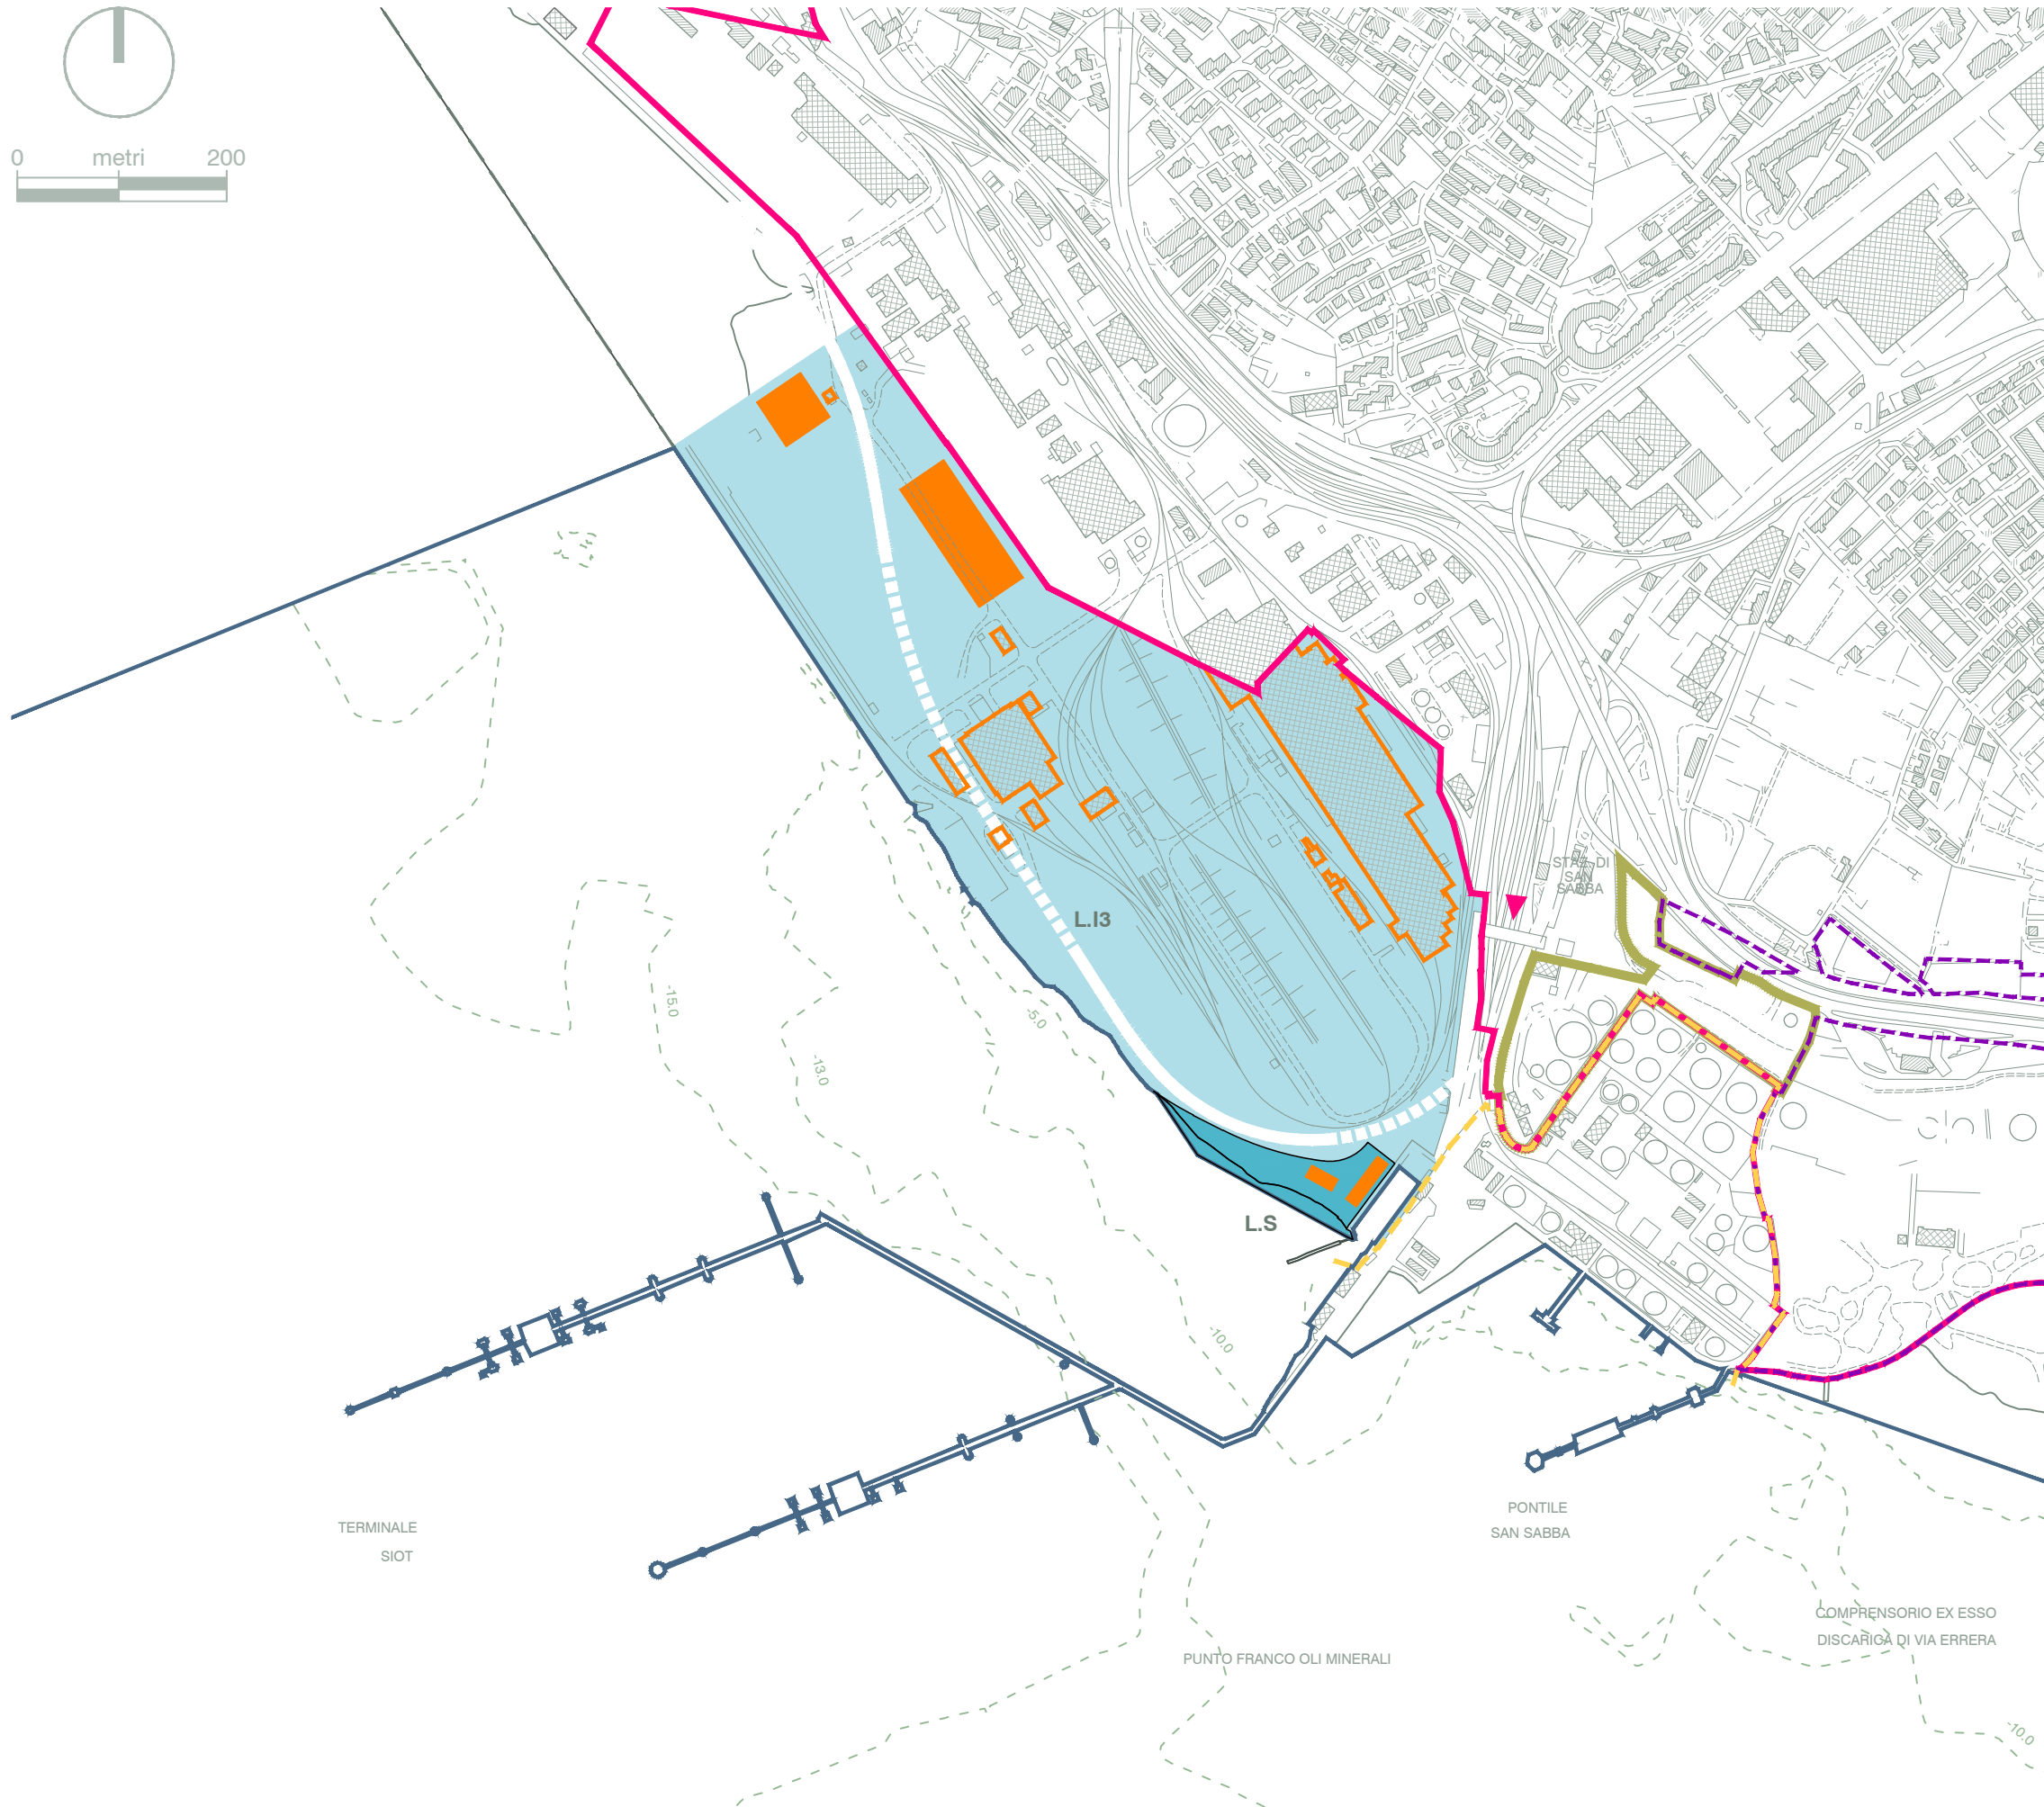 0 metri 200
STAZ. DI
SAN
SABBA
L.I3
-15.0
-5.0
-13.0
L.S
-10.0
PONTILE
SAN SABBA
TERMINALE
SIOT
COMPRENSORIO EX ESSO
DISCARICA DI VIA ERRERA
PUNTO FRANCO OLI MINERALI
-10.0